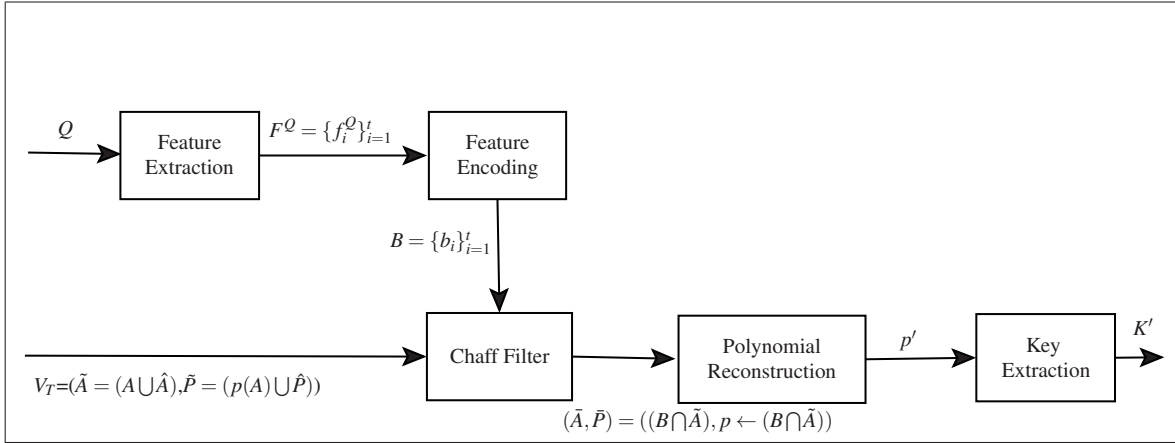 Q
Feature
Extraction
F^Q = {f_i^Q}_{i=1}^t
Feature
Encoding
B = {b_i}_{i=1}^t
Chaff Filter
Polynomial
Reconstruction
p′
Key
Extraction
K′
V_T=(Ã = (A⋃Â),P̃ = (p(A)⋃P̂))
(Ā,P̄) = ((B⋂Ã),p ← (B⋂Ã))